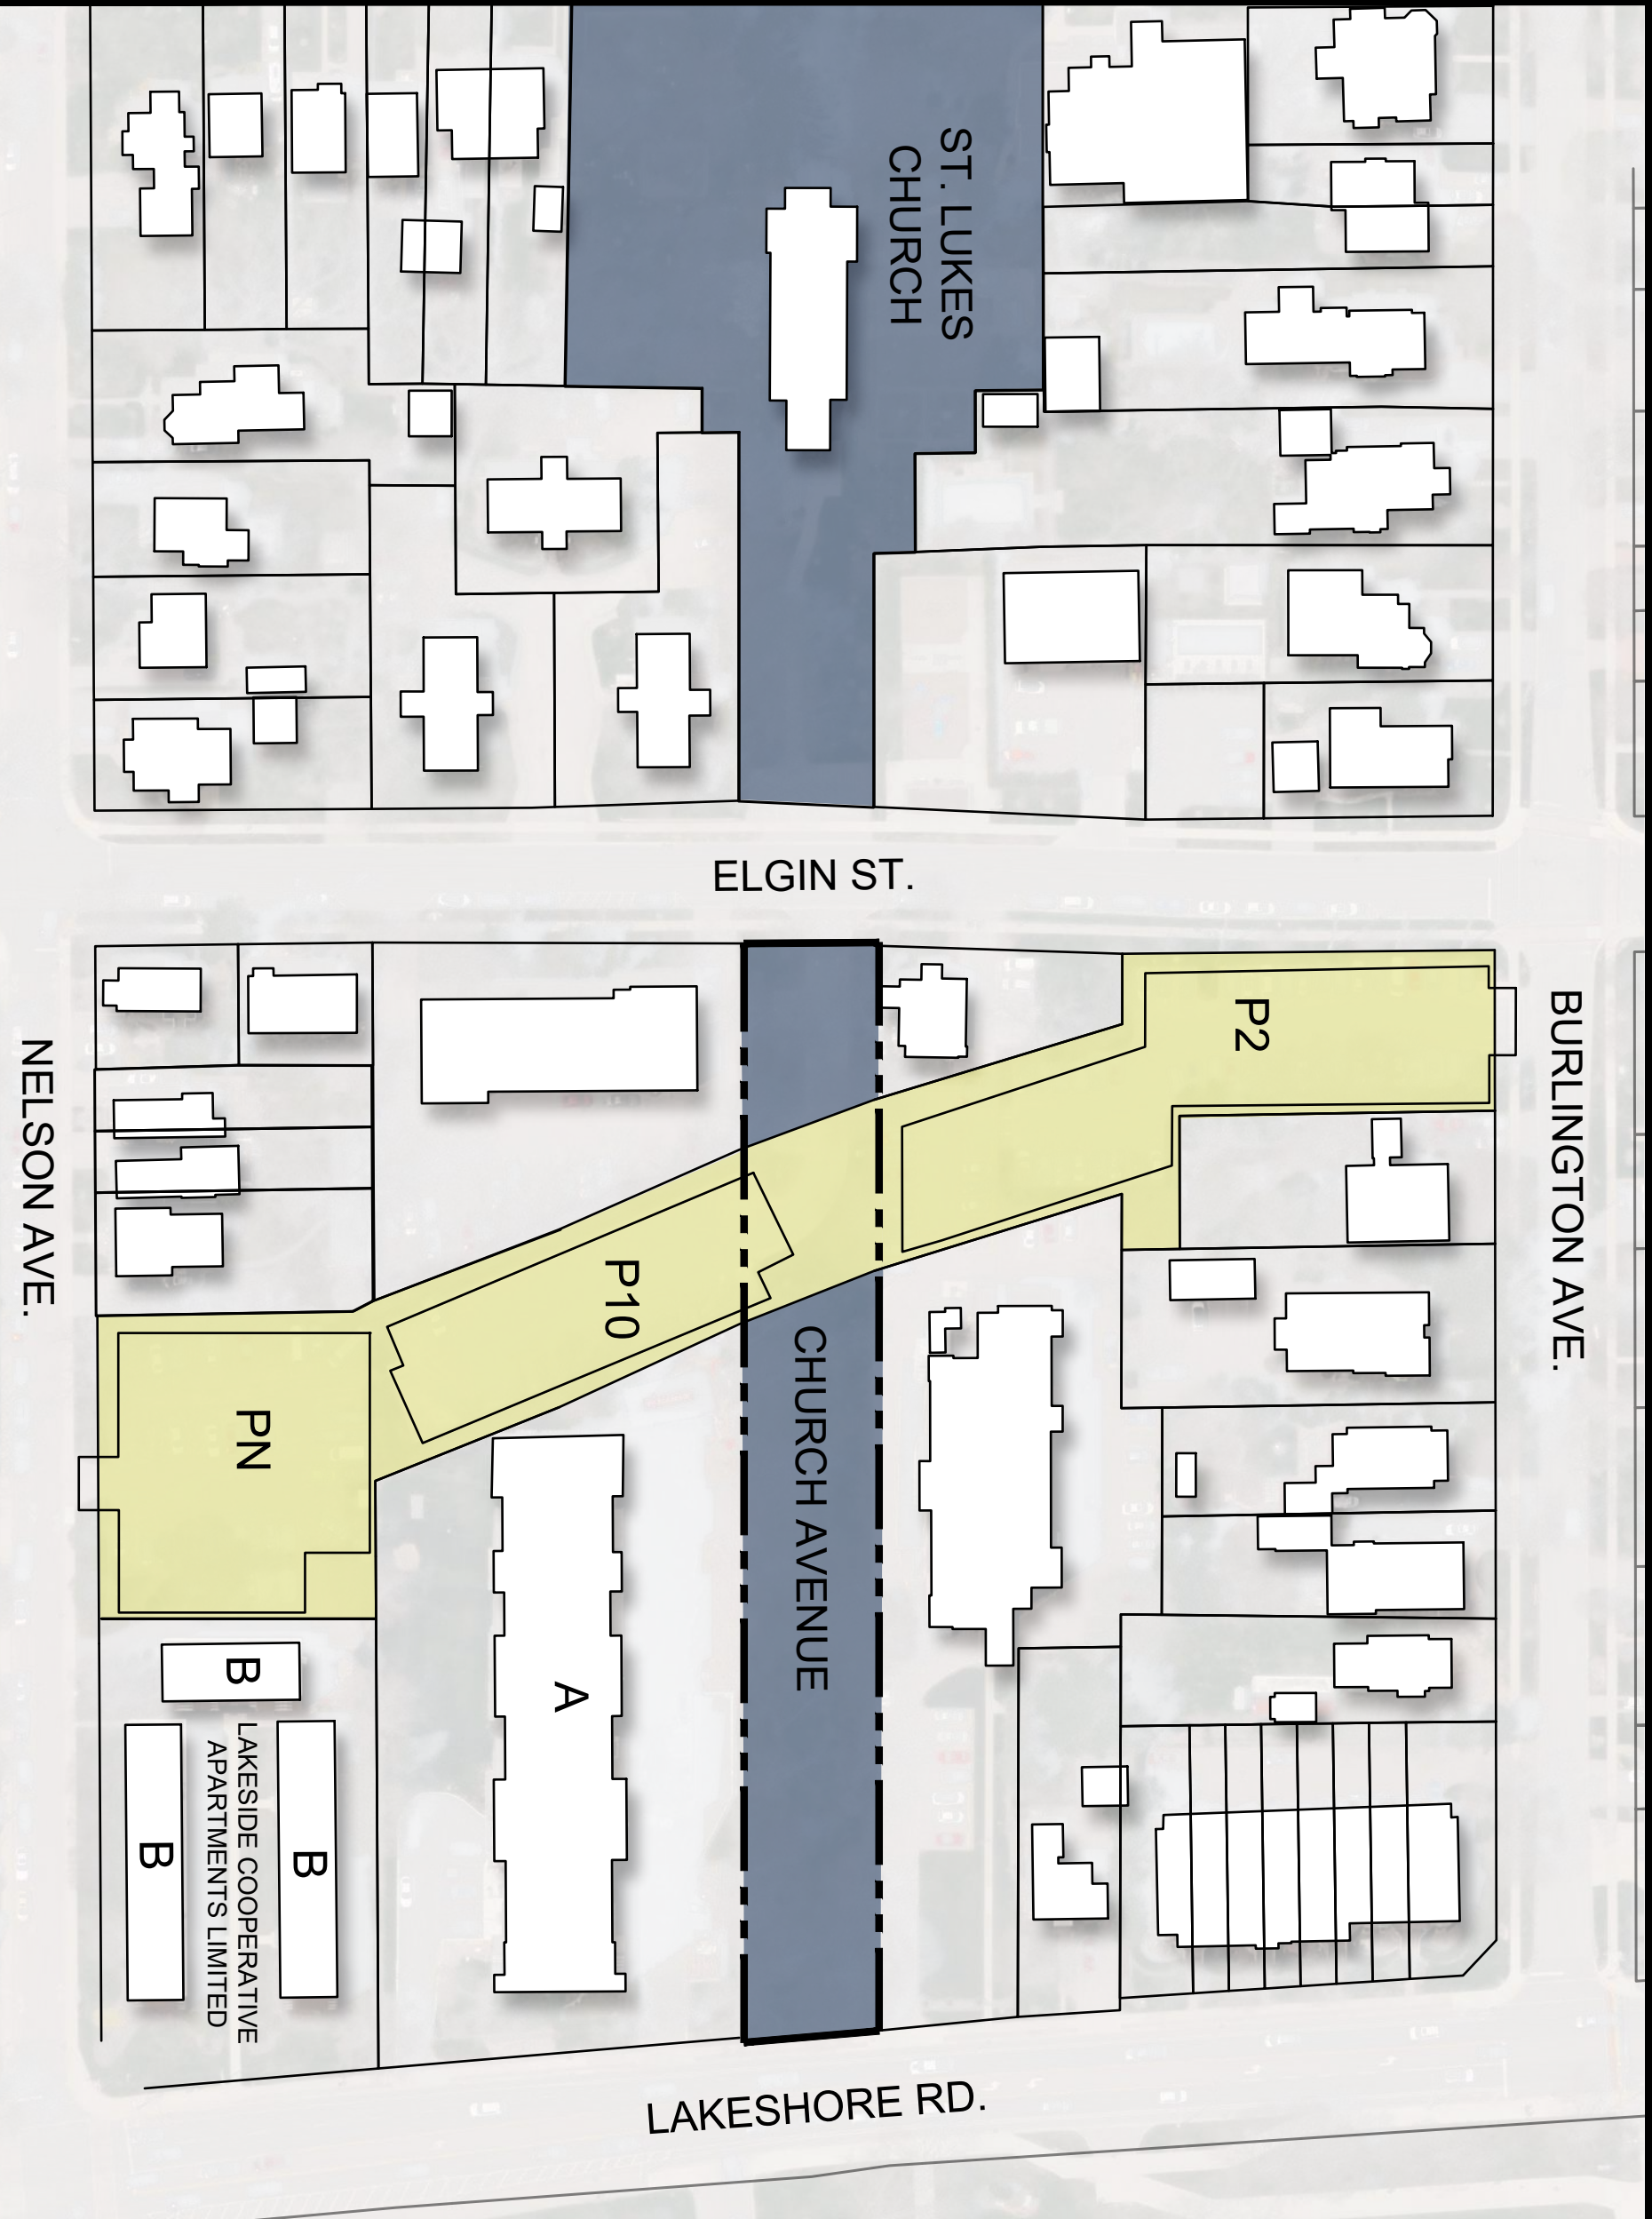 ST. LUKES
CHURCH
ELGIN ST.
P2
BURLINGTON AVE.
NELSON AVE.
P10
CHURCH AVENUE
PN
A
B
B
B
LAKESIDE COOPERATIVE
APARTMENTS LIMITED
LAKESHORE RD.